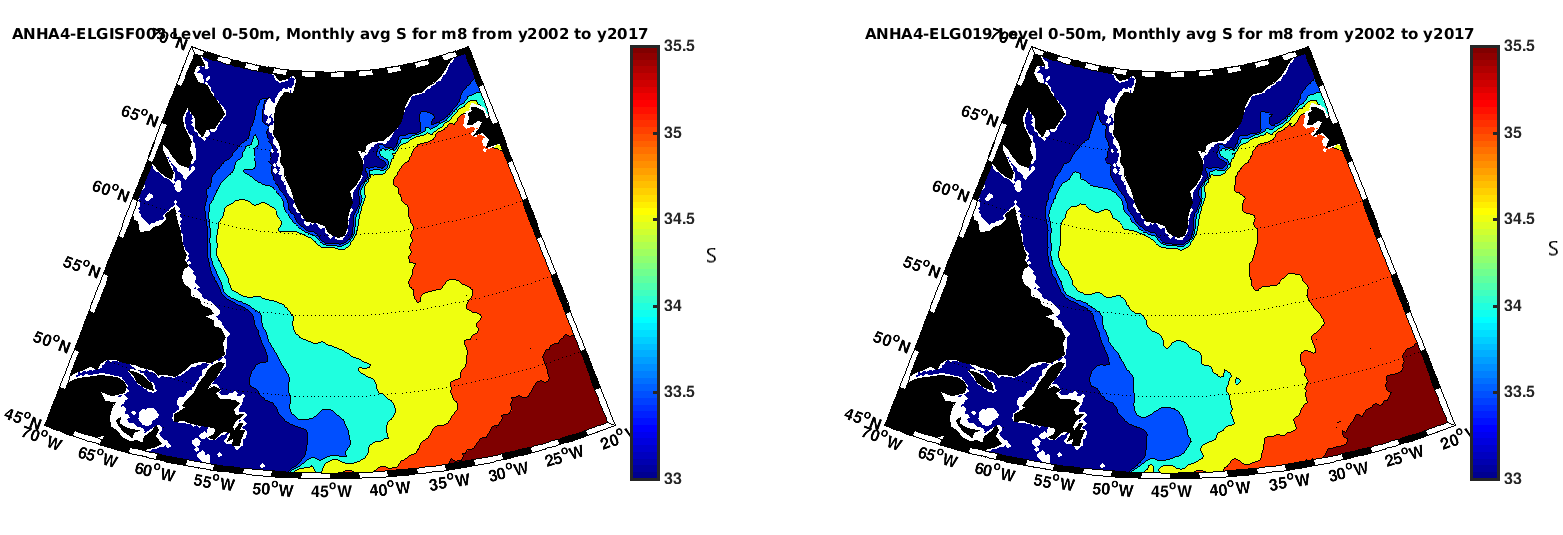 ANHA4-ELGISF003 Level 0-50m, Monthly avg S for m8 from y2002 to y2017
70°N
65°N
60°N
55°N
50°N
45°N
70°W
65°W
60°W
55°W
50°W
45°W
40°W
35°W
30°W
25°W
20°W
35.5
35
34.5
34
33.5
33
S
ANHA4-ELG019 Level 0-50m, Monthly avg S for m8 from y2002 to y2017
70°N
65°N
60°N
55°N
50°N
45°N
70°W
65°W
60°W
55°W
50°W
45°W
40°W
35°W
30°W
25°W
20°W
35.5
35
34.5
34
33.5
33
S